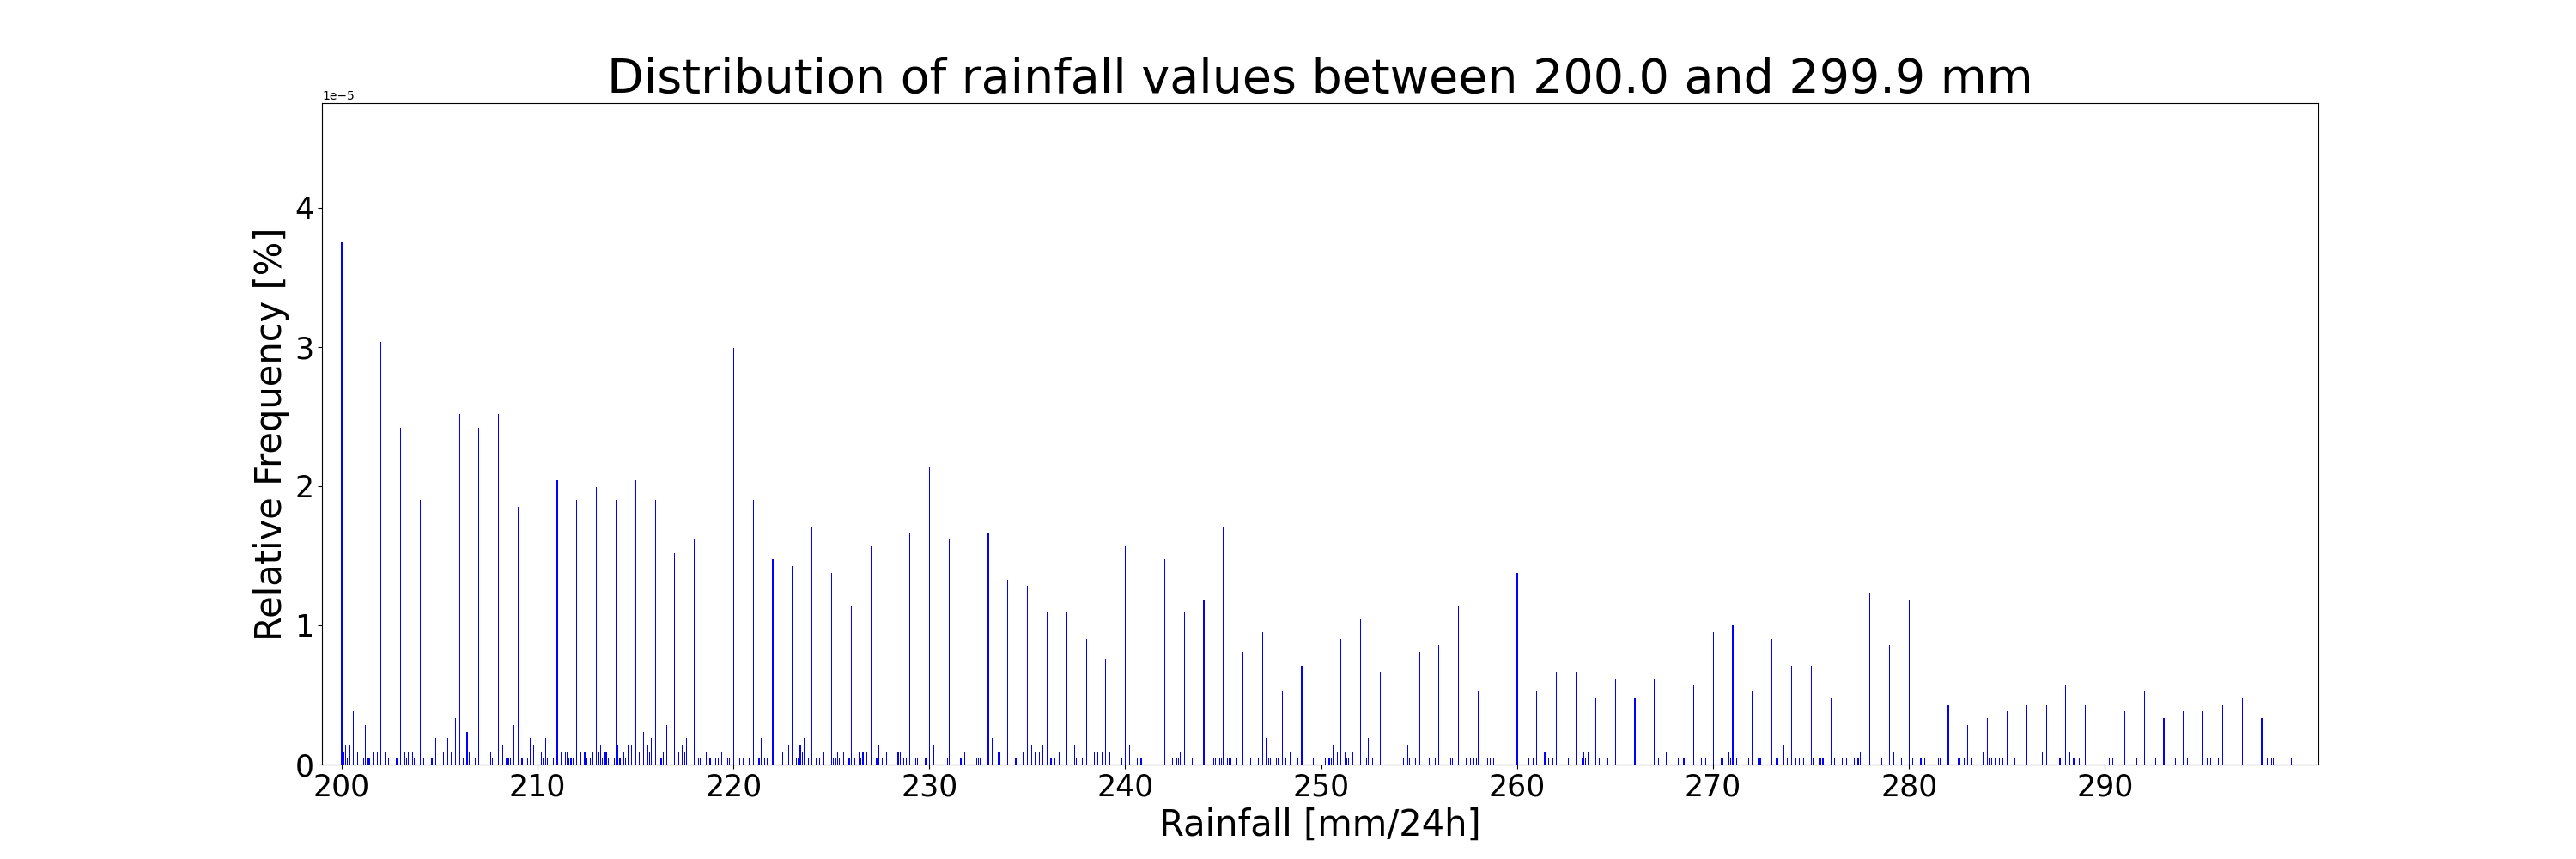 Distribution of rainfall values between 200.0 and 299.9 mm
1e−5
4
3
2
1
0
Relative Frequency [%]
200 210 220 230 240 250 260 270 280 290
Rainfall [mm/24h]